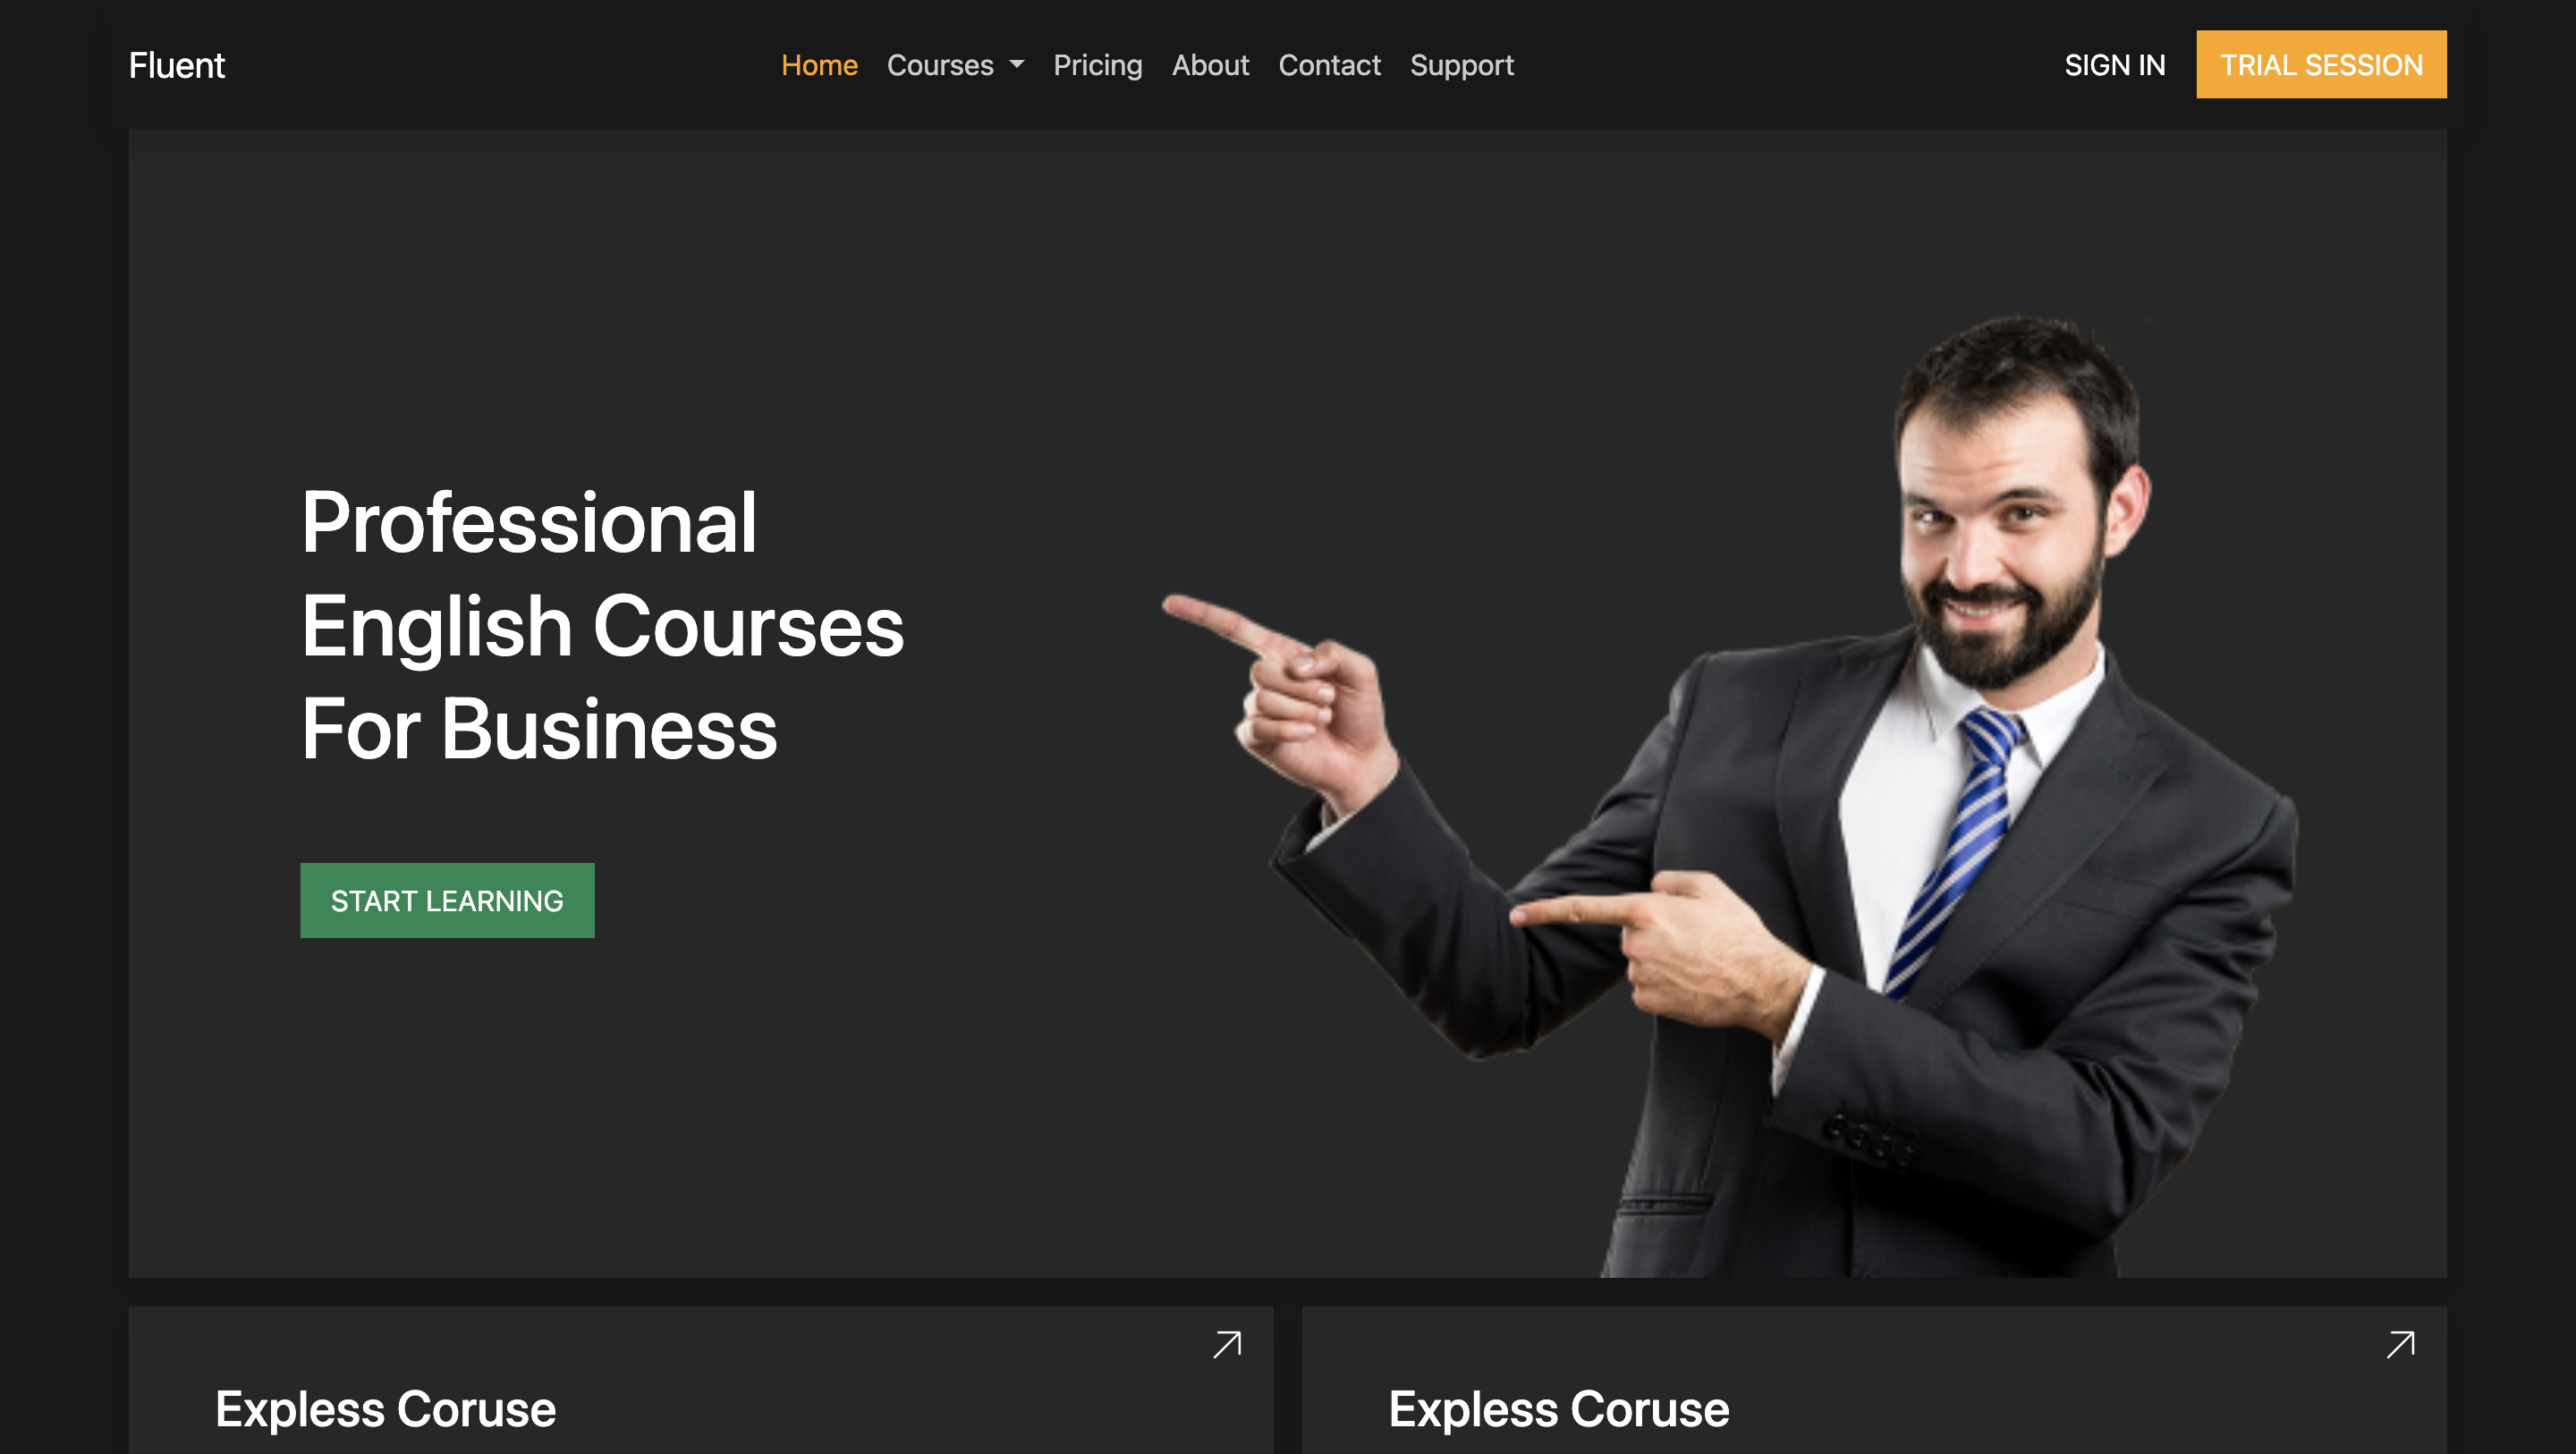 Fluent
Home Courses Pricing About Contact Support
SIGN IN TRIAL SESSION
Professional
English Courses
For Business
START LEARNING
Expless Coruse
Expless Coruse